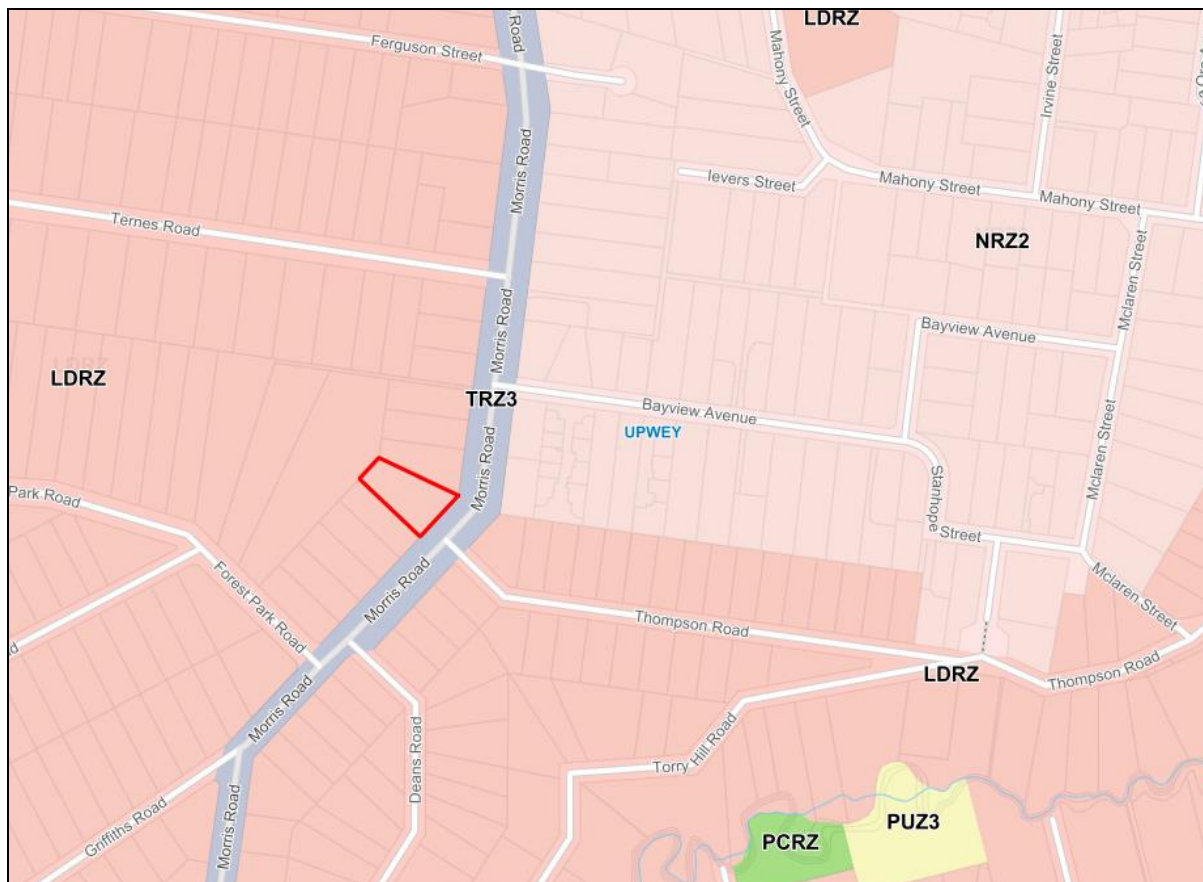 Road
LDRZ
Ferguson Street
Mahony Street
Irvine Street
Morris Road
Ievers Street
Mahony Street
Mahony Street
Ternes Road
NRZ2
Mclaren Street
Morris Road
Bayview Avenue
LDRZ
TRZ3
Bayview Avenue
UPWEY
Morris Road
Mclaren Street
Stanhope
Street
Park Road
Mclaren Street
Forest Park Road
Morris Road
Thompson Road
LDRZ
Thompson Road
Morris Road
Deans Road
Torry Hill Road
Griffiths Road
Morris Road
PCRZ
PUZ3